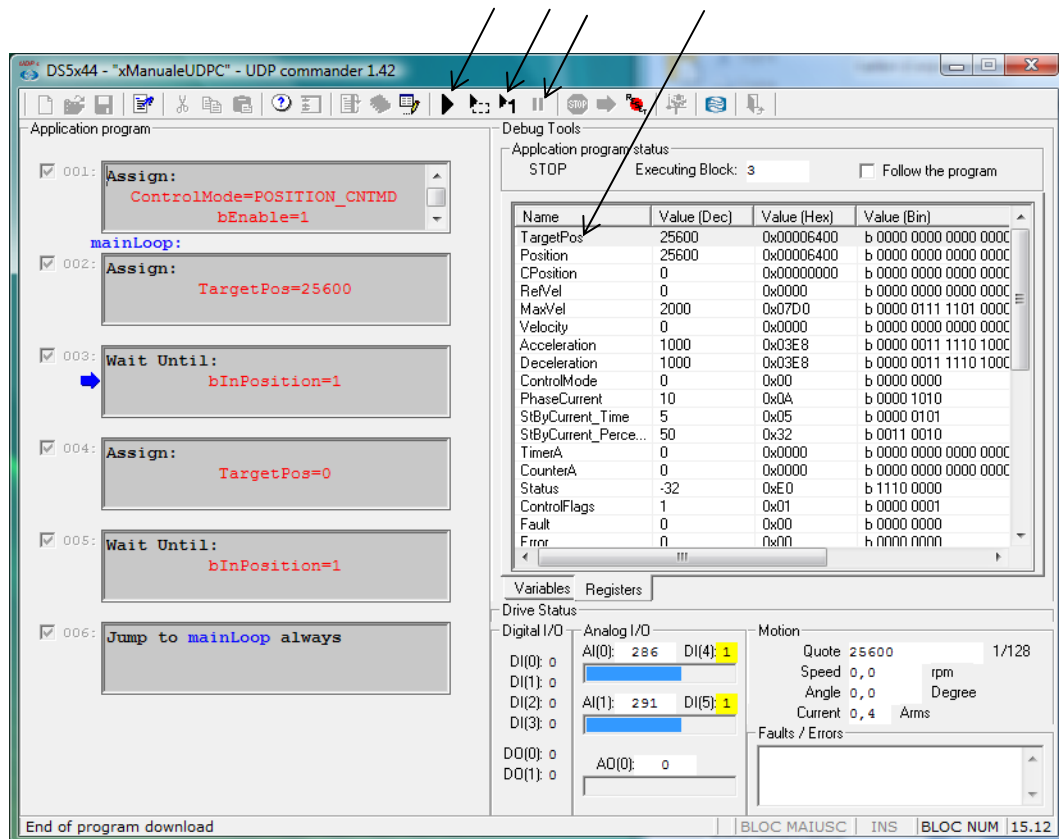 DS5x44 - "xManualeUDPC" - UDP commander 1.42
Application program
001:
Assign:
ControlMode=POSITION_CNTMD
bEnable=1
mainLoop:
002:
Assign:
TargetPos=25600
003:
Wait Until:
bInPosition=1
004:
Assign:
TargetPos=0
005:
Wait Until:
bInPosition=1
006:
Jump to mainLoop always
Debug Tools
Application program status
STOP Executing Block: 3 Follow the program
Name Value (Dec) Value (Hex) Value (Bin)
TargetPos 25600 0x00006400 b 0000 0000 0000 000C
Position 25600 0x00006400 b 0000 0000 0000 000C
CPosition 0 0x00000000 b 0000 0000 0000 000C
RefVel 0 0x0000 b 0000 0000 0000 000C
MaxVel 2000 0x07D0 b 0000 0111 1101 000C
Velocity 0 0x0000 b 0000 0000 0000 000C
Acceleration 1000 0x03E8 b 0000 0011 1110 100C
Deceleration 1000 0x03E8 b 0000 0011 1110 100C
ControlMode 0 0x00 b 0000 0000
PhaseCurrent 10 0x0A b 0000 1010
StByCurrent_Time 5 0x05 b 0000 0101
StByCurrent_Perce... 50 0x32 b 0011 0010
TimerA 0 0x0000 b 0000 0000 0000 000C
CounterA 0 0x0000 b 0000 0000 0000 000C
Status -32 0xE0 b 1110 0000
ControlFlags 1 0x01 b 0000 0001
Fault 0 0x00 b 0000 0000
Error 0 0x00 b 0000 0000
Variables Registers
Drive Status
Digital I/O
DI(0): 0
DI(1): 0
DI(2): 0
DI(3): 0
DO(0): 0
DO(1): 0
Analog I/O
AI(0): 286 DI(4): 1
AI(1): 291 DI(5): 1
AO(0): 0
Motion
Quote 25600 1/128
Speed 0,0 rpm
Angle 0,0 Degree
Current 0,4 Arms
Faults / Errors
End of program download BLOC MAIUSC INS BLOC NUM 15.12